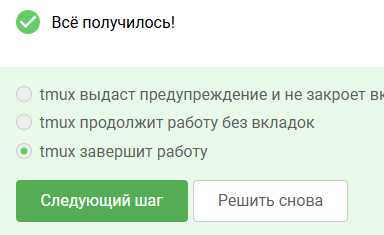 Всё получилось!
tmux выдаст предупреждение и не закроет
tmux продолжит работу без вкладок
tmux завершит работу
Следующий шаг
Решить снова